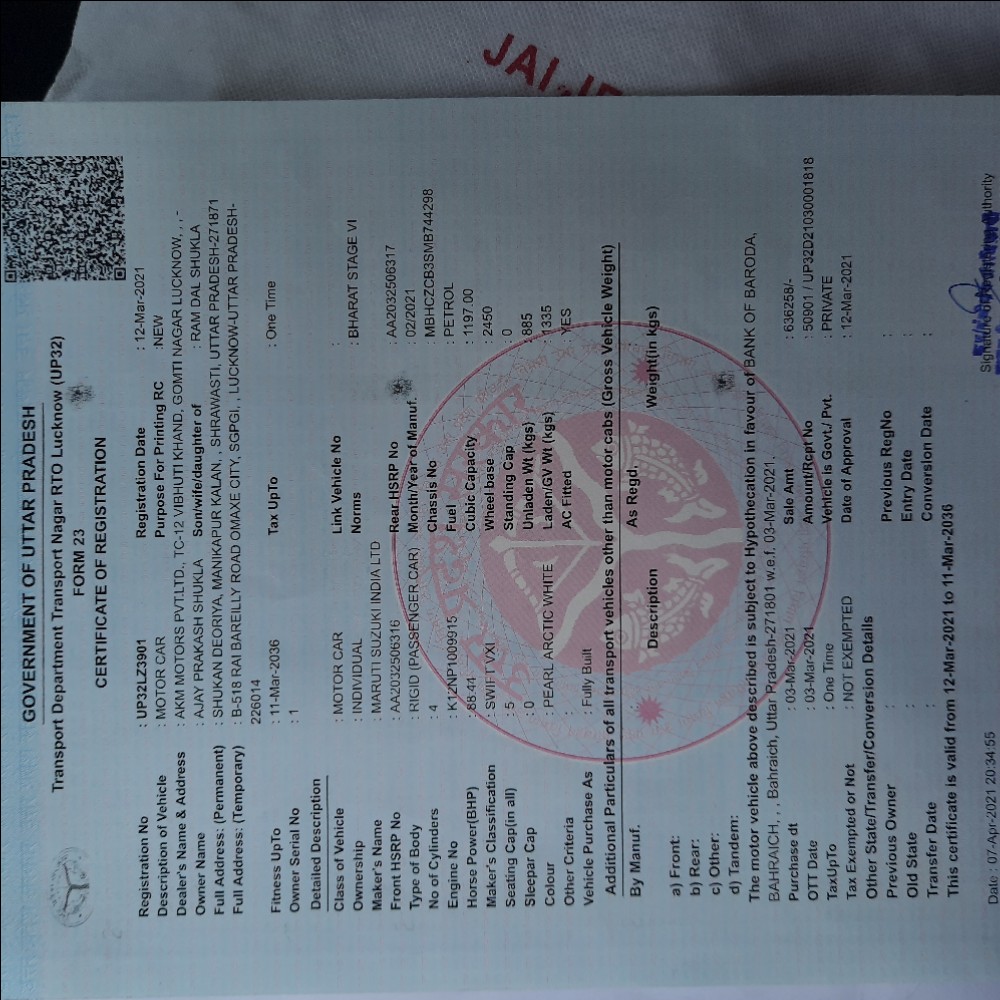 JAI JE
GOVERNMENT OF UTTAR PRADESH
Transport Department Transport Nagar RTO Lucknow (UP32)
FORM 23
CERTIFICATE OF REGISTRATION
Registration No : UP32LZ3901 Registration Date : 12-Mar-2021
Description of Vehicle : MOTOR CAR Purpose For Printing RC :NEW
Dealer's Name & Address : AKM MOTORS PVT.LTD., TC-12 VIBHUTI KHAND, GOMTI NAGAR LUCKNOW, , , -
Owner Name : AJAY PRAKASH SHUKLA Son/wife/daughter of : RAM DAL SHUKLA
Full Address: (Permanent) : SHUKAN DEORIYA, MANIKAPUR KALAN, , SHRAWASTI, UTTAR PRADESH-271871
Full Address: (Temporary) : B-518 RRAI BAREILLY ROAD OMAXE CITY, SGPGI, , LUCKNOW-UTTAR PRADESH-
226014
Fitness UpTo : 11-Mar-2036 Tax UpTo : One Time
Owner Serial No : 1
Detailed Description
Class of Vehicle : MOTOR CAR Link Vehicle No :
Ownership : INDIVIDUAL Norms : BHARAT STAGE VI
Maker's Name : MARUTI SUZUKI INDIA LTD
Front HSRP No : AA2032506316 Rear HSRP No : AA2032506317
Type of Body : RIGID (PASSENGER CAR) Month/Year of Manuf. : 02/2021
No of Cylinders : 4 Chassis No : MBHCZCB3SMB744298
Engine No : K12NP1009915 Fuel : PETROL
Horse Power(BHP) : 88.44 Cubic Capacity : 1197.00
Maker's Classification : SWIFT VXI Wheel base : 2450
Seating Cap(in all) : 5 Standing Cap : 0
Sleepar Cap : 0 Unladen Wt (kgs) : 885
Colour : PEARL ARCTIC WHITE Laden/GV Wt (kgs) : 1335
Other Criteria : AC Fitted : YES
Vehicle Purchase As : Fully Built
Additional Particulars of all transport vehicles other than motor cabs (Gross Vehicle Weight)
By Manuf. As Regd.
Description Weight(in kgs)
a) Front:
b) Rear:
c) Other:
d) Tandem:
The motor vehicle above described is subject to Hypothecation in favour of BANK OF BARODA,
BAHRAICH, , , Bahraich, Uttar Pradesh-271801 w.e.f. 03-Mar-2021.
Purchase dt : 03-Mar-2021 Sale Amt : 636258/-
OTT Date : 03-Mar-2021 Amount/Rcpt No : 50901 / UP32D21030001818
TaxUpTo : One Time Vehicle Is Govt./ Pvt. : PRIVATE
Tax Exempted or Not : NOT EXEMPTED Date of Approval : 12-Mar-2021
Other State/Transfer/Conversion Details
Previous Owner : Previous RegNo :
Old State : Entry Date :
Transfer Date : Conversion Date :
This certificate is valid from 12-Mar-2021 to 11-Mar-2036
Date : 07-Apr-2021 20:34:55